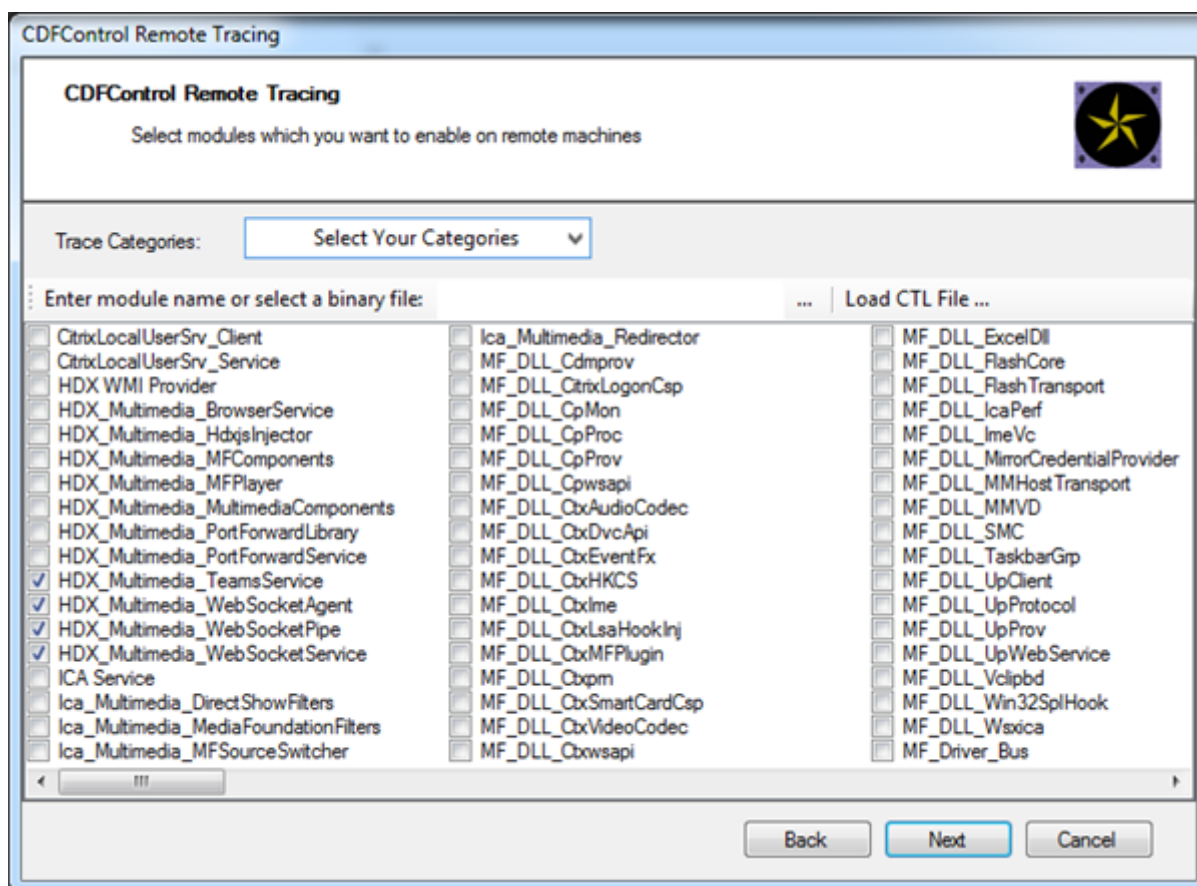 CDFControl Remote Tracing
CDFControl Remote Tracing
Select modules which you want to enable on remote machines
Trace Categories:
Select Your Categories
Enter module name or select a binary file:
...
Load CTL File ...
CitrixLocalUserSrv_Client
CitrixLocalUserSrv_Service
HDX WMI Provider
HDX_Multimedia_BrowserService
HDX_Multimedia_HdxjsInjector
HDX_Multimedia_MFComponents
HDX_Multimedia_MFPlayer
HDX_Multimedia_MultimediaComponents
HDX_Multimedia_PortForwardLibrary
HDX_Multimedia_PortForwardService
HDX_Multimedia_TeamsService
HDX_Multimedia_WebSocketAgent
HDX_Multimedia_WebSocketPipe
HDX_Multimedia_WebSocketService
ICA Service
Ica_Multimedia_DirectShowFilters
Ica_Multimedia_MediaFoundationFilters
Ica_Multimedia_MFSourceSwitcher
Ica_Multimedia_Redirector
MF_DLL_Cdmprov
MF_DLL_CitrixLogonCsp
MF_DLL_CpMon
MF_DLL_CpProc
MF_DLL_CpProv
MF_DLL_Cpwsapi
MF_DLL_CtxAudioCodec
MF_DLL_CtxDvcApi
MF_DLL_CtxEventFx
MF_DLL_CtxHKCS
MF_DLL_CtxIme
MF_DLL_CtxLsaHookInj
MF_DLL_CtxMFPlugin
MF_DLL_Ctxpm
MF_DLL_CtxSmartCardCsp
MF_DLL_CtxVideoCodec
MF_DLL_Ctxwsapi
MF_DLL_ExcelDll
MF_DLL_FlashCore
MF_DLL_FlashTransport
MF_DLL_IcaPerf
MF_DLL_ImeVc
MF_DLL_MirrorCredentialProvider
MF_DLL_MMHostTransport
MF_DLL_MMVD
MF_DLL_SMC
MF_DLL_TaskbarGrp
MF_DLL_UpClient
MF_DLL_UpProtocol
MF_DLL_UpProv
MF_DLL_UpWebService
MF_DLL_Vclipbd
MF_DLL_Win32SplHook
MF_DLL_Wsxica
MF_Driver_Bus
Back
Next
Cancel